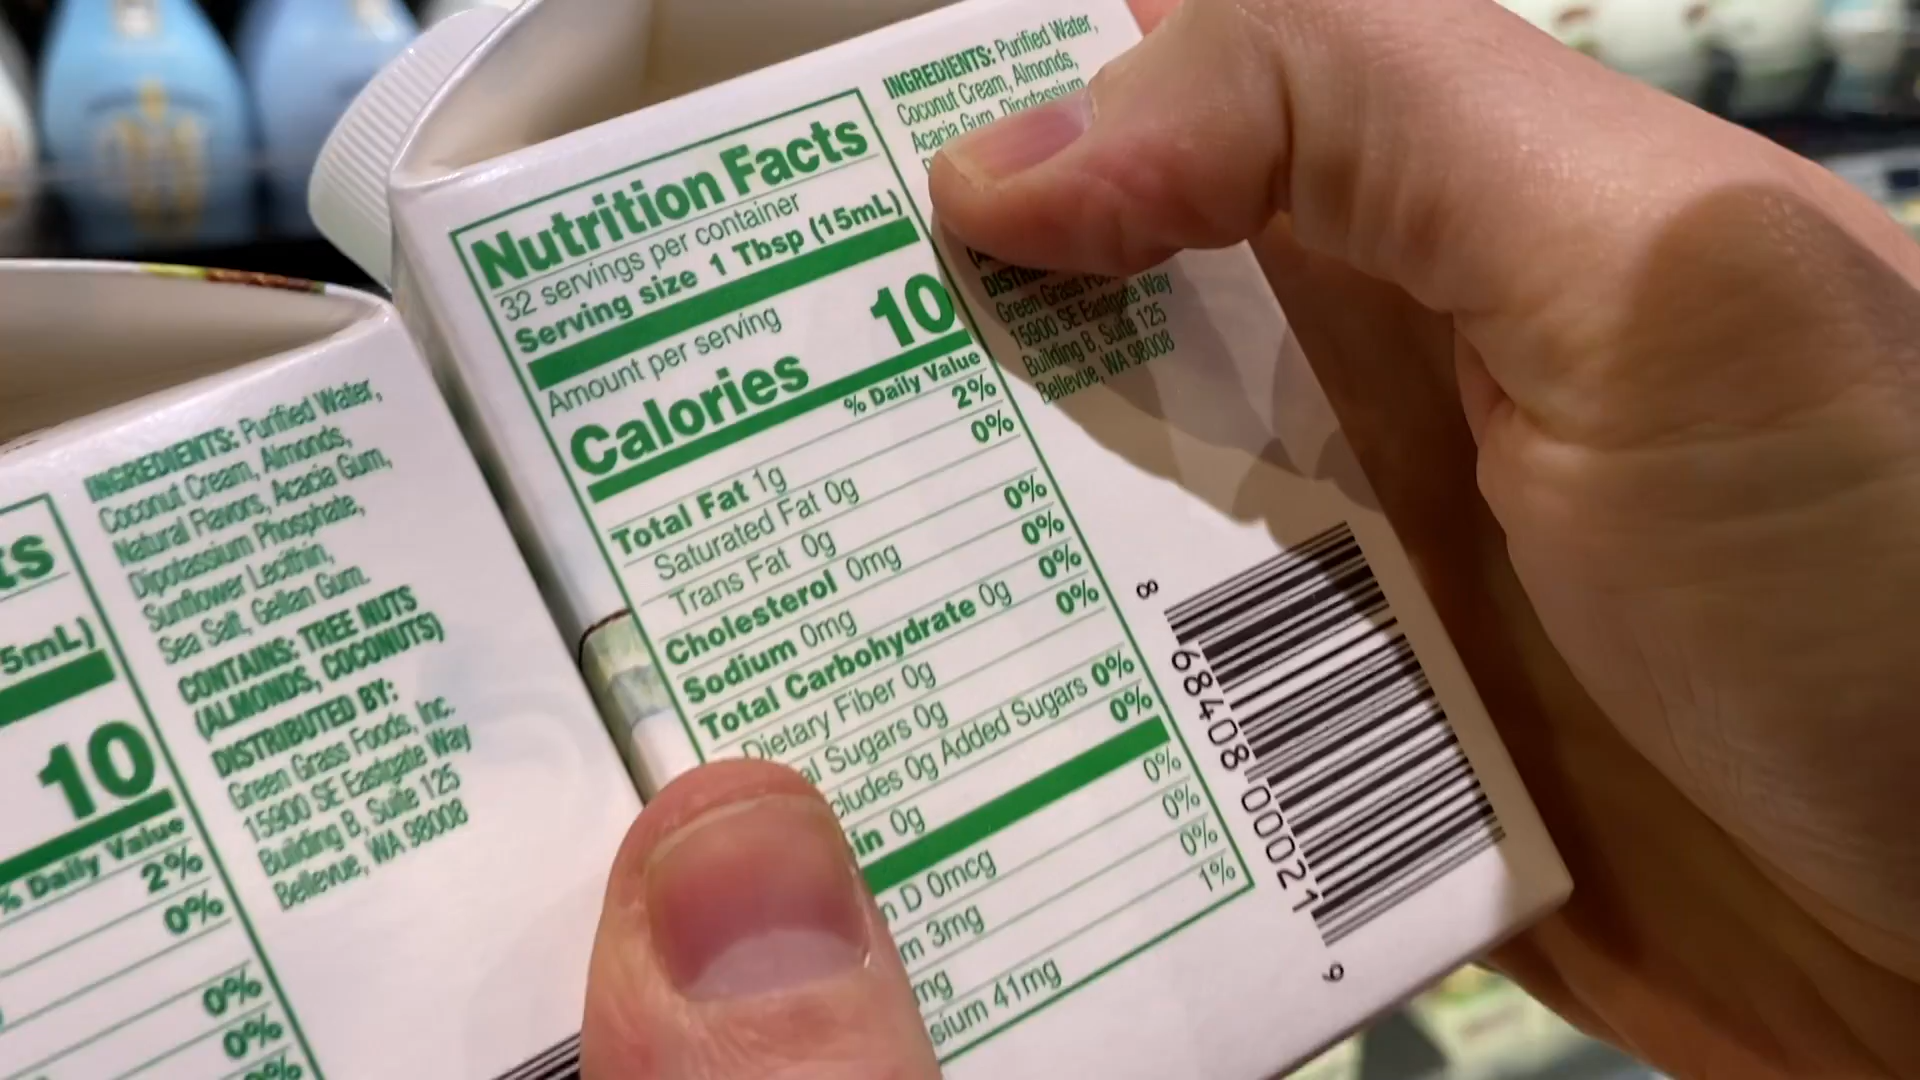 Nutrition Facts
32 servings per container
Serving size 1 Tbsp (15mL)
Amount per serving
Calories 10
% Daily Value
Total Fat 1g 2%
Saturated Fat 0g 0%
Trans Fat 0g
Cholesterol 0mg 0%
Sodium 0mg 0%
Total Carbohydrate 0g 0%
Dietary Fiber 0g 0%
Sugars 0g
0g Added Sugars 0%
0g 0%
D 0mcg 0%
3mg 0%
0%
41mg 1%
INGREDIENTS: Purified Water,
Coconut Cream, Almonds,
Acacia Gum, Dipotassium
Green Grass
15900 SE Eastgate Way
Building B, Suite 125
Bellevue, WA 98008
8 68408 00021 9
5mL)
10
% Daily Value
2%
0%
0%
0%
0%
INGREDIENTS: Purified Water,
Coconut Cream, Almonds,
Natural Flavors, Acacia Gum,
Dipotassium Phosphate,
Sunflower Lecithin,
Sea Salt, Gellan Gum.
CONTAINS: TREE NUTS
(ALMONDS, COCONUTS)
DISTRIBUTED BY:
Green Grass Foods, Inc.
15900 SE Eastgate Way
Building B, Suite 125
Bellevue, WA 98008